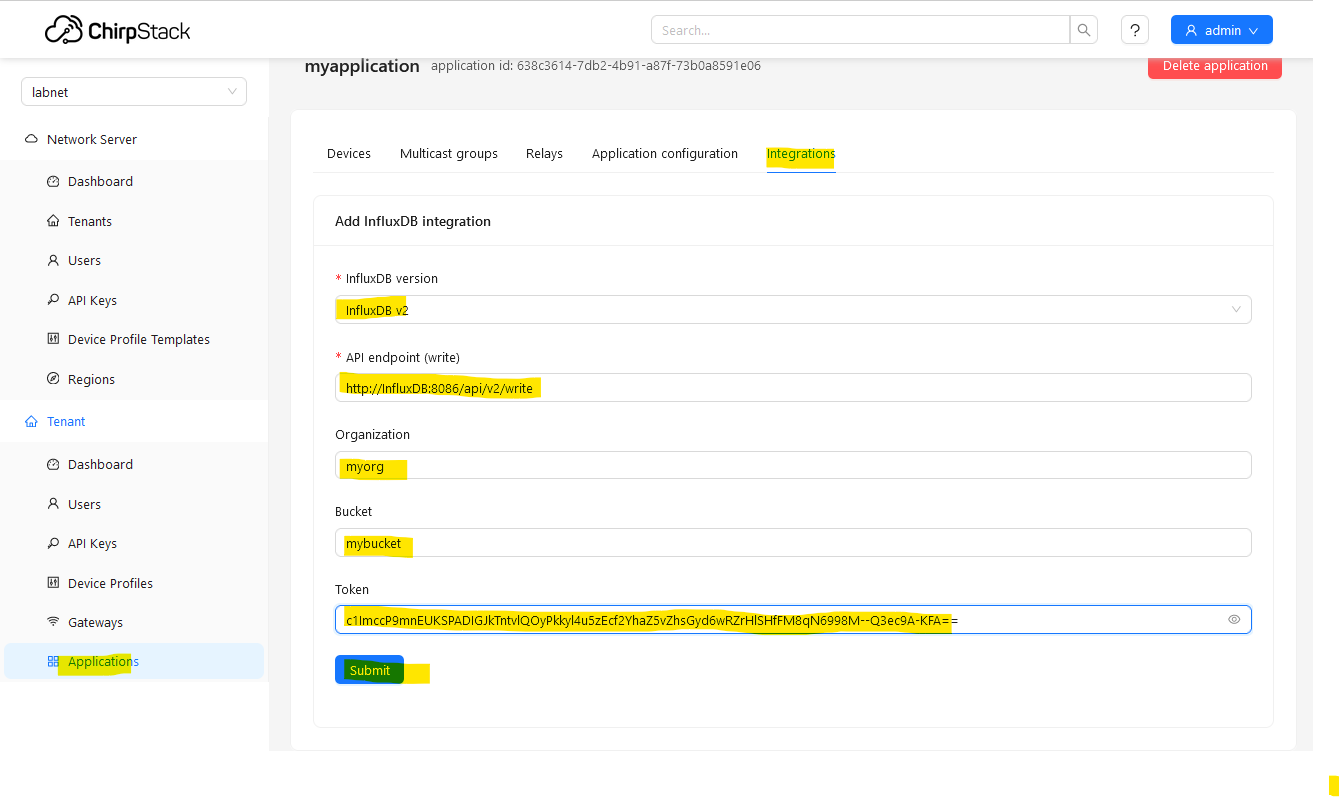 ChirpStack
Search...
?
admin
labnet
Network Server
Dashboard
Tenants
Users
API Keys
Device Profile Templates
Regions
Tenant
Dashboard
Users
API Keys
Device Profiles
Gateways
Applications
myapplication application id: 638c3614-7db2-4b91-a87f-73b0a8591e06
Delete application
Devices Multicast groups Relays Application configuration Integrations
Add InfluxDB integration
* InfluxDB version
InfluxDB v2
* API endpoint (write)
http://InfluxDB:8086/api/v2/write
Organization
myorg
Bucket
mybucket
Token
c1ImccP9mnEUKSPADIGJkTntvlQOyPkkyl4u5zEcf2YhaZ5vZhsGyd6wRZrHlSHfFM8qN6998M--Q3ec9A-KFA==
Submit